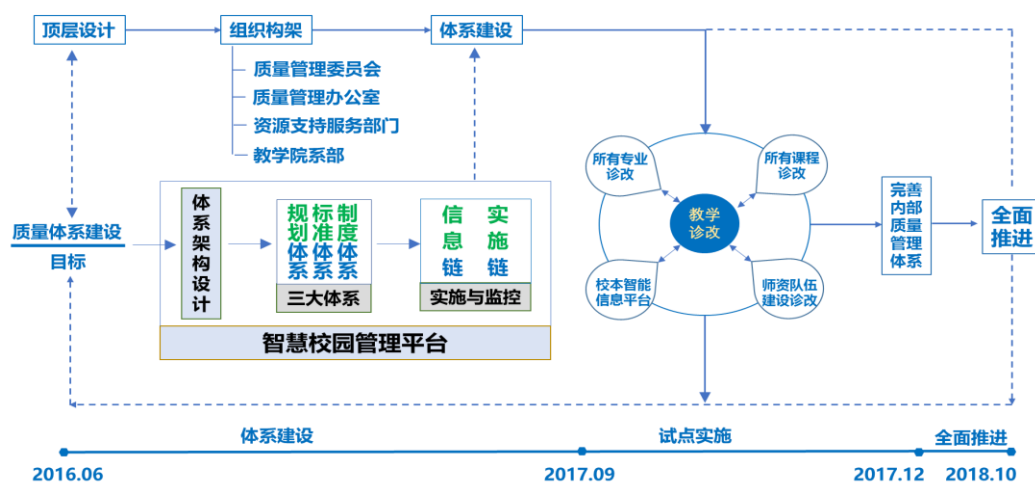 顶层设计
组织构架
体系建设
质量管理委员会
质量管理办公室
资源支持服务部门
教学院系部
质量体系建设
目标
体系架构设计
规划体系
标准体系
制度体系
三大体系
信息链
实施链
实施与监控
智慧校园管理平台
所有专业
诊改
所有课程
诊改
教学
诊改
校本智能
信息平台
师资队伍
建设诊改
完善
内部
质量
管理
体系
全面
推进
体系建设
试点实施
全面推进
2016.06
2017.09
2017.12
2018.10